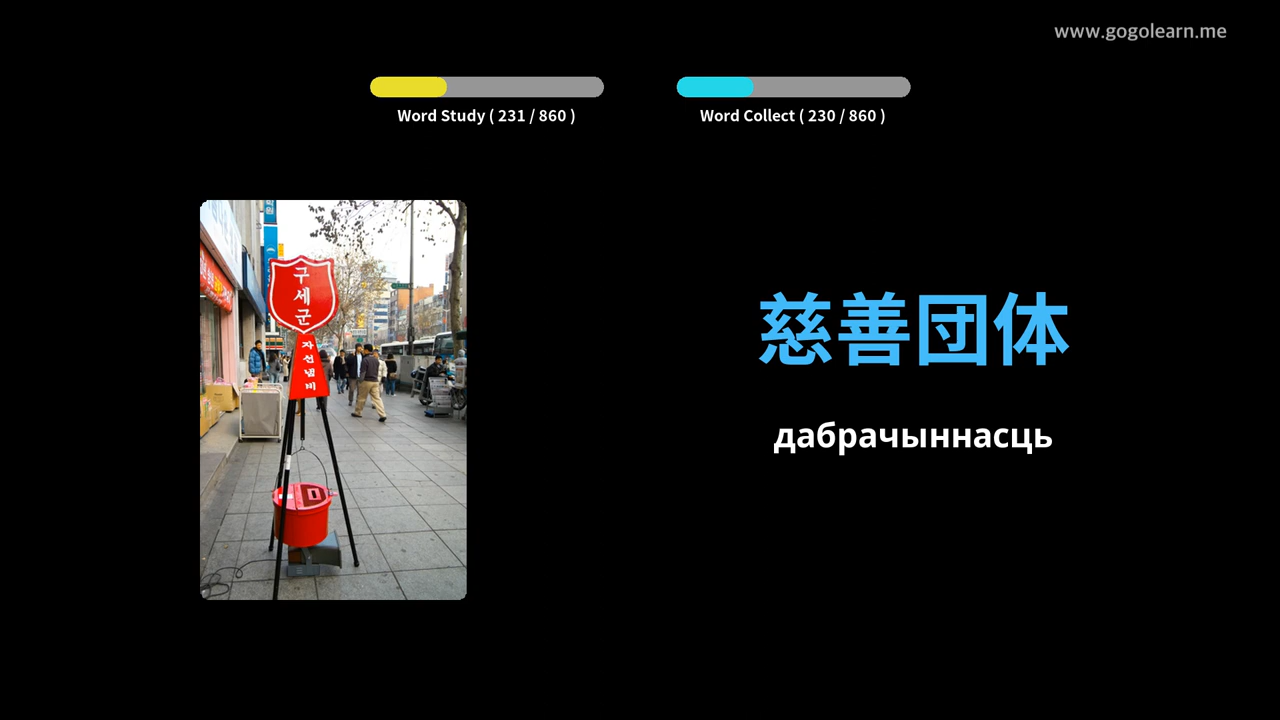 www.gogolearn.me
Word Study ( 231 / 860 )
Word Collect ( 230 / 860 )
구세군
자선냄비
慈善団体
дабрачыннасць